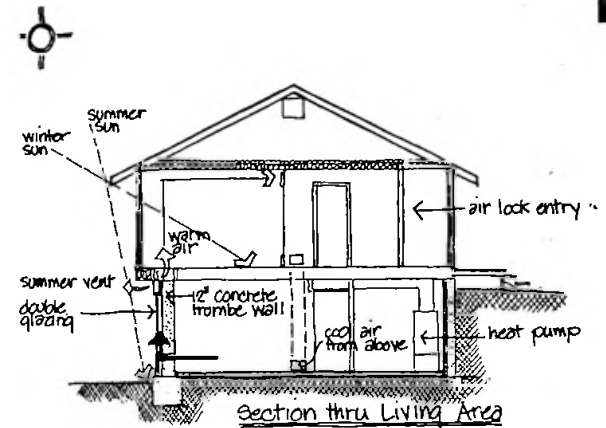 summer
sun
winter
sun
warm
air
air lock entry
summer vent
double
glazing
12" concrete
trombe wall
cool air
from above
heat pump
Section thru Living Area